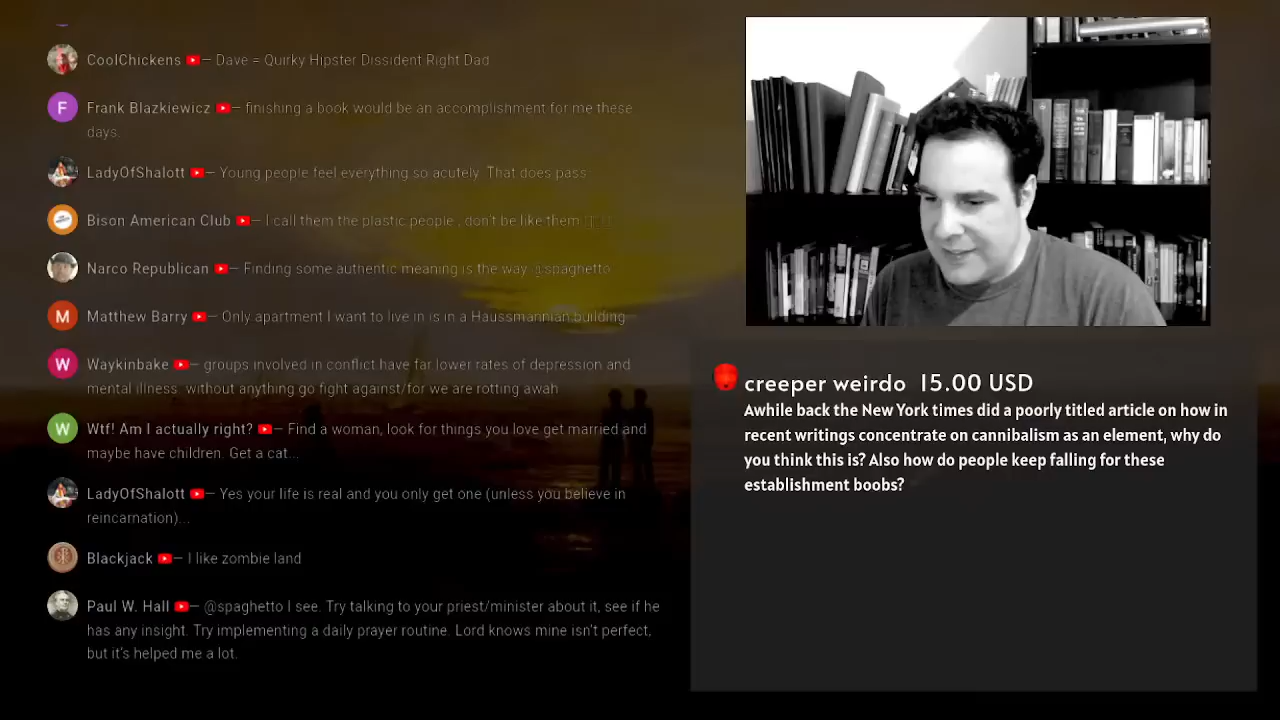 CoolChickens — Dave = Quirky Hipster Dissident Right Dad
F Frank Blazkiewicz — finishing a book would be an accomplishment for me these
days.
LadyOfShalott — Young people feel everything so acutely. That does pass
Bison American Club — I call them the plastic people , don't be like them
Narco Republican — Finding some authentic meaning is the way @spaghetto
M Matthew Barry — Only apartment I want to live in is in a Haussmannian building
W Waykinbake — groups involved in conflict have far lower rates of depression and
mental illness. without anything go fight against/for we are rotting awah
W Wtf! Am I actually right? — Find a woman, look for things you love get married and
maybe have children. Get a cat...
LadyOfShalott — Yes your life is real and you only get one (unless you believe in
reincarnation)...
Blackjack — I like zombie land
Paul W. Hall — @spaghetto I see. Try talking to your priest/minister about it, see if he
has any insight. Try implementing a daily prayer routine. Lord knows mine isn't perfect,
but it's helped me a lot.
creeper weirdo 15.00 USD
Awhile back the New York times did a poorly titled article on how in
recent writings concentrate on cannibalism as an element, why do
you think this is? Also how do people keep falling for these
establishment boobs?